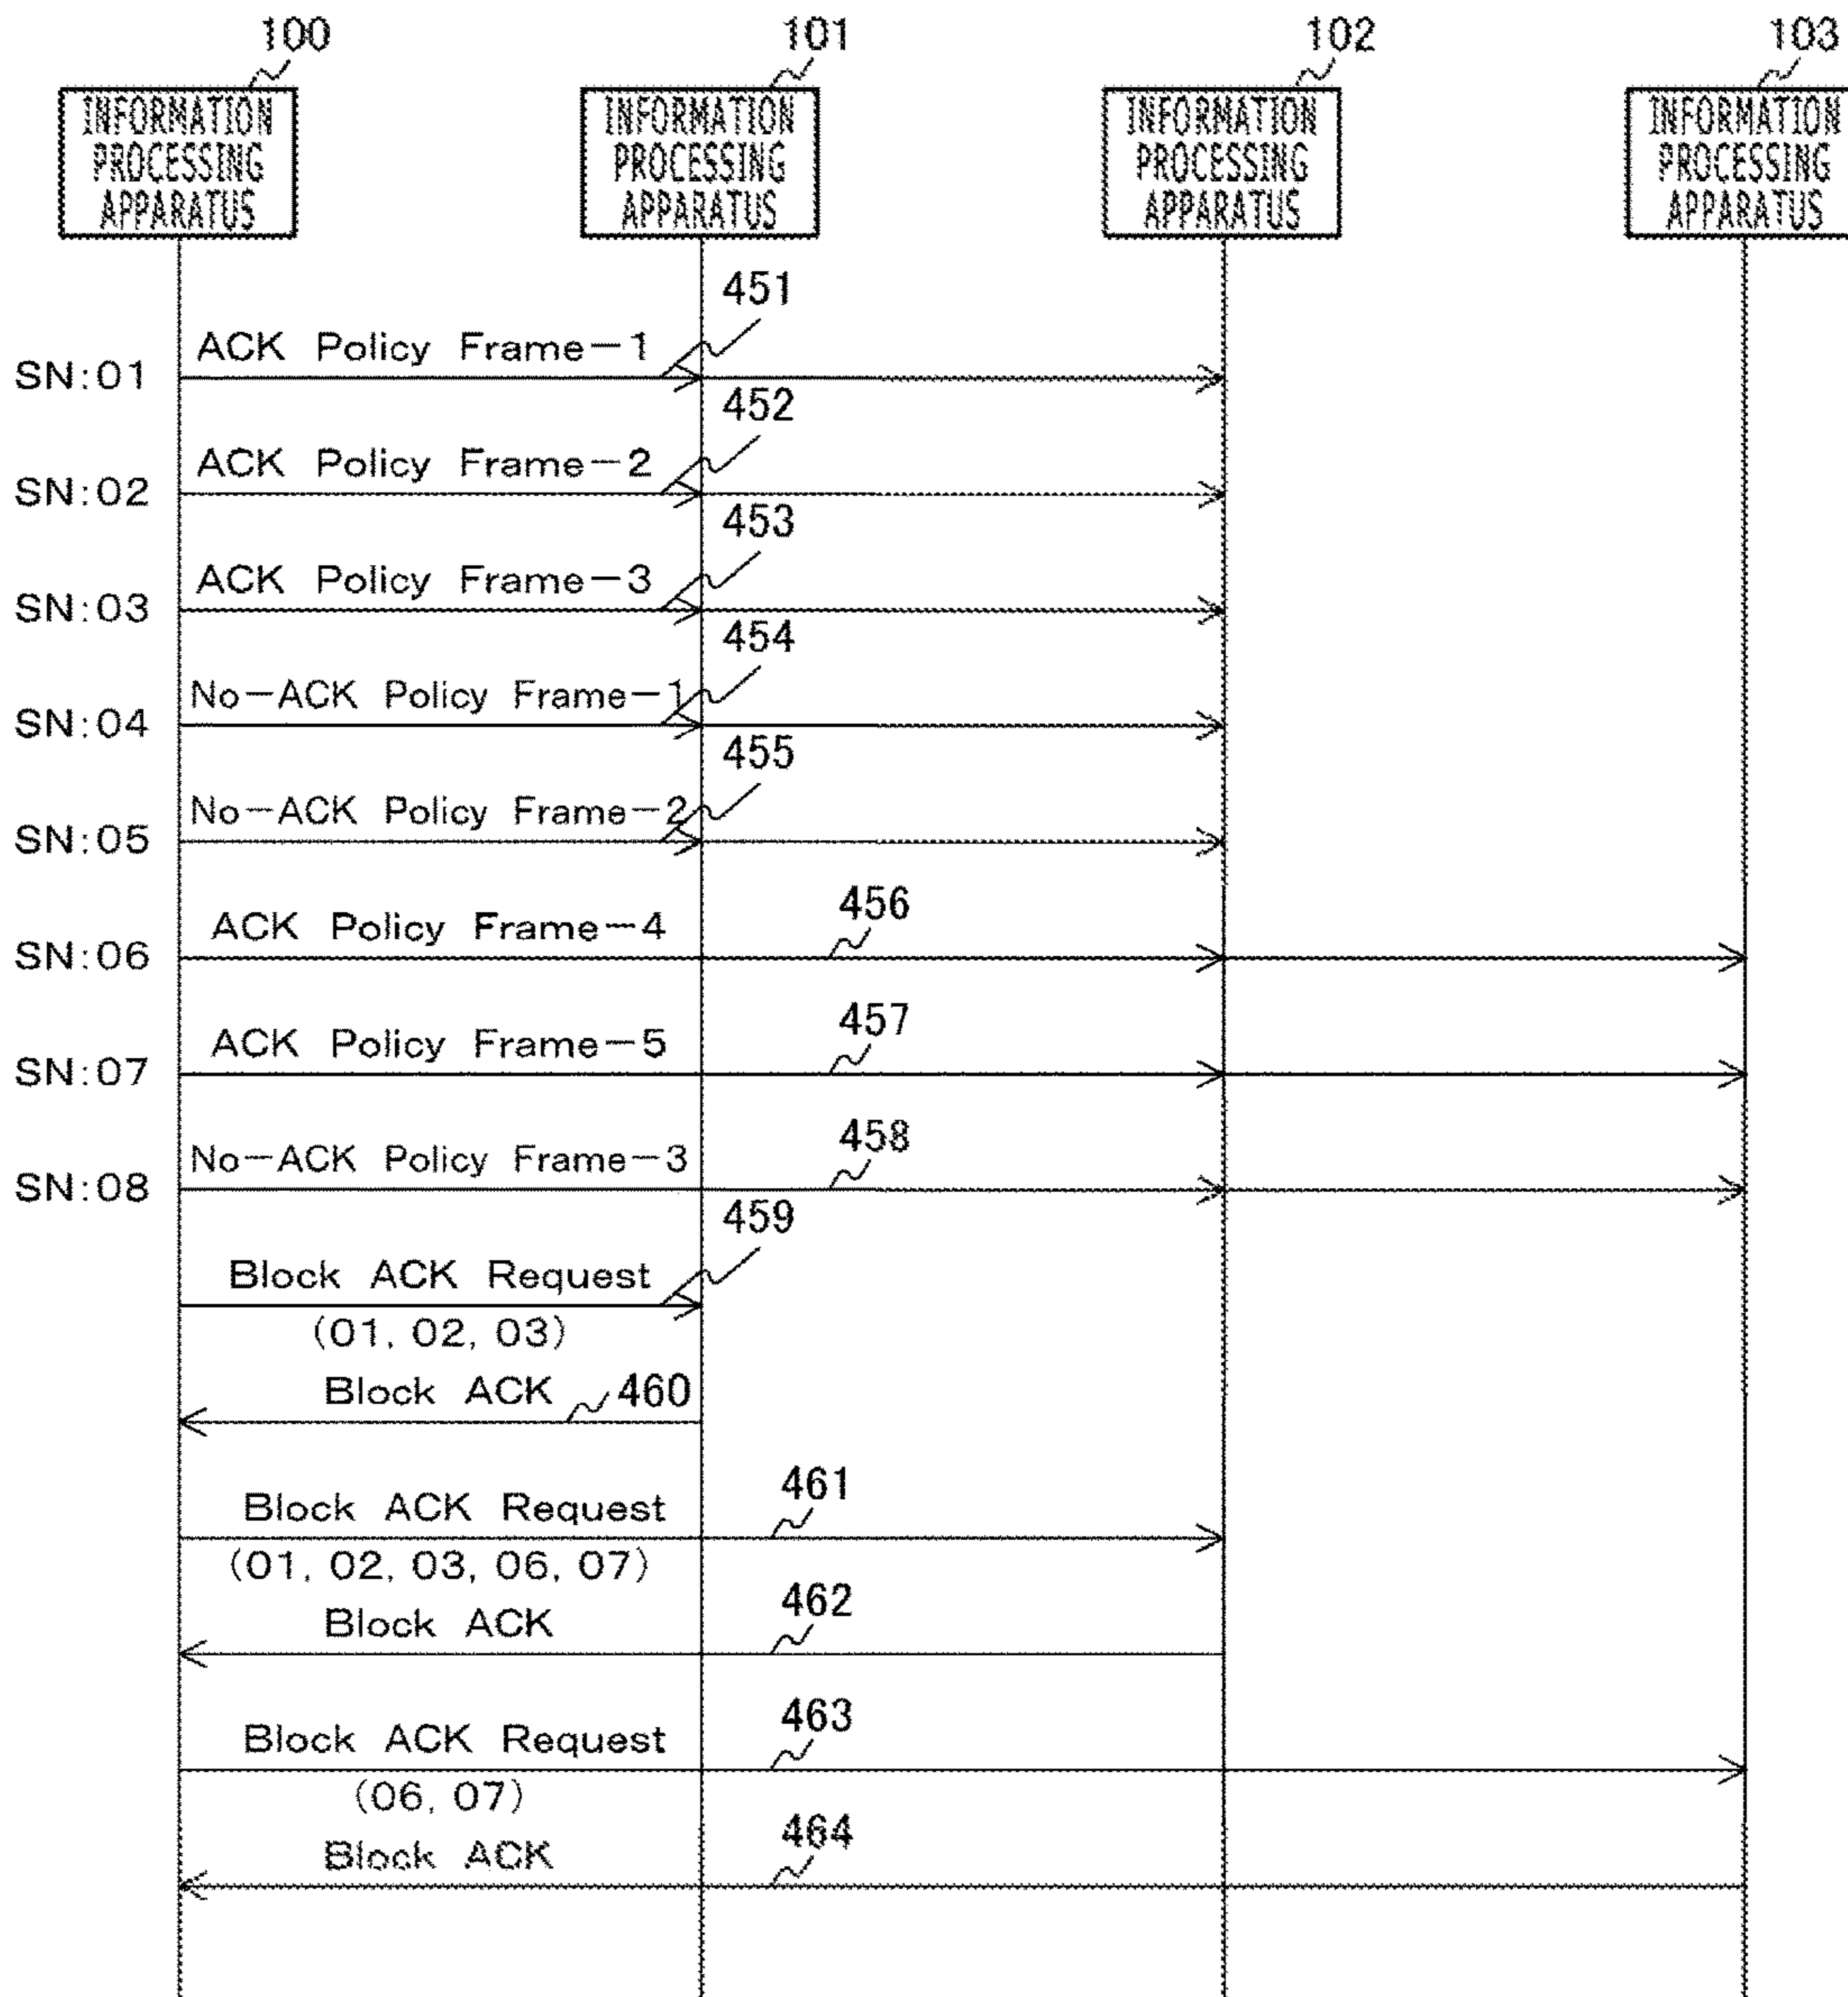 100
101
102
103
INFORMATION
PROCESSING
APPARATUS
INFORMATION
PROCESSING
APPARATUS
INFORMATION
PROCESSING
APPARATUS
INFORMATION
PROCESSING
APPARATUS
451
ACK Policy Frame-1
SN:01
452
ACK Policy Frame-2
SN:02
453
ACK Policy Frame-3
SN:03
454
No-ACK Policy Frame-1
SN:04
455
No-ACK Policy Frame-2
SN:05
456
ACK Policy Frame-4
SN:06
457
ACK Policy Frame-5
SN:07
458
No-ACK Policy Frame-3
SN:08
459
Block ACK Request
(01, 02, 03)
Block ACK 460
461
Block ACK Request
(01, 02, 03, 06, 07)
462
Block ACK
463
Block ACK Request
(06, 07)
464
Block ACK